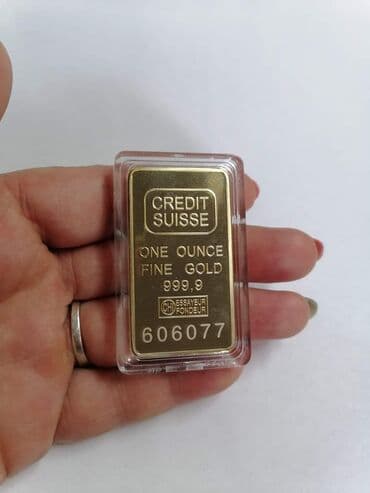 CREDIT
SUISSE
ONE OUNCE
FINE GOLD
999,9
ESSAYEUR
FONDEUR
606077